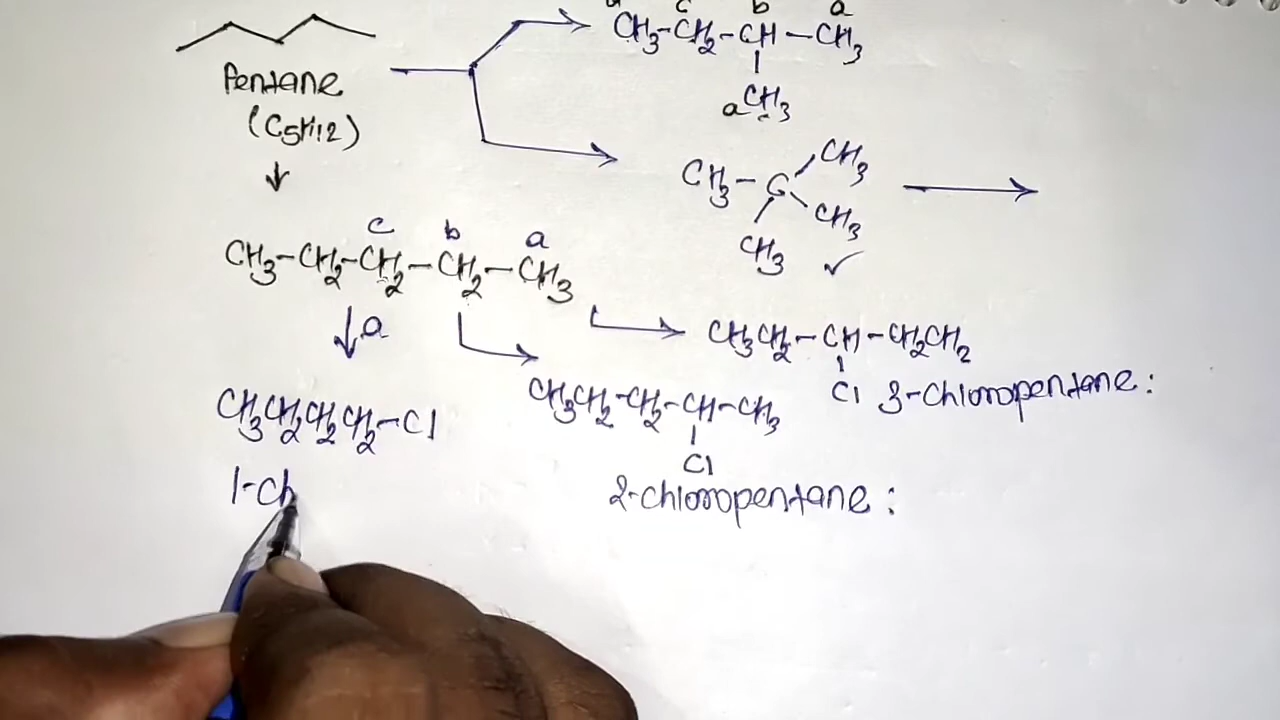 c b a
CH3-CH2-CH-CH3
aCH3
Pentane
(C5H12)
CH3-C
CH3
CH3
CH3
c b a
CH3-CH2-CH2-CH2-CH3
a
CH3CH2-CH-CH2CH2
Cl 3-Chloropentane:
CH3CH2-CH2-CH-CH3
Cl
2-chloropentane:
CH3CH2CH2CH2-Cl
1-Ch